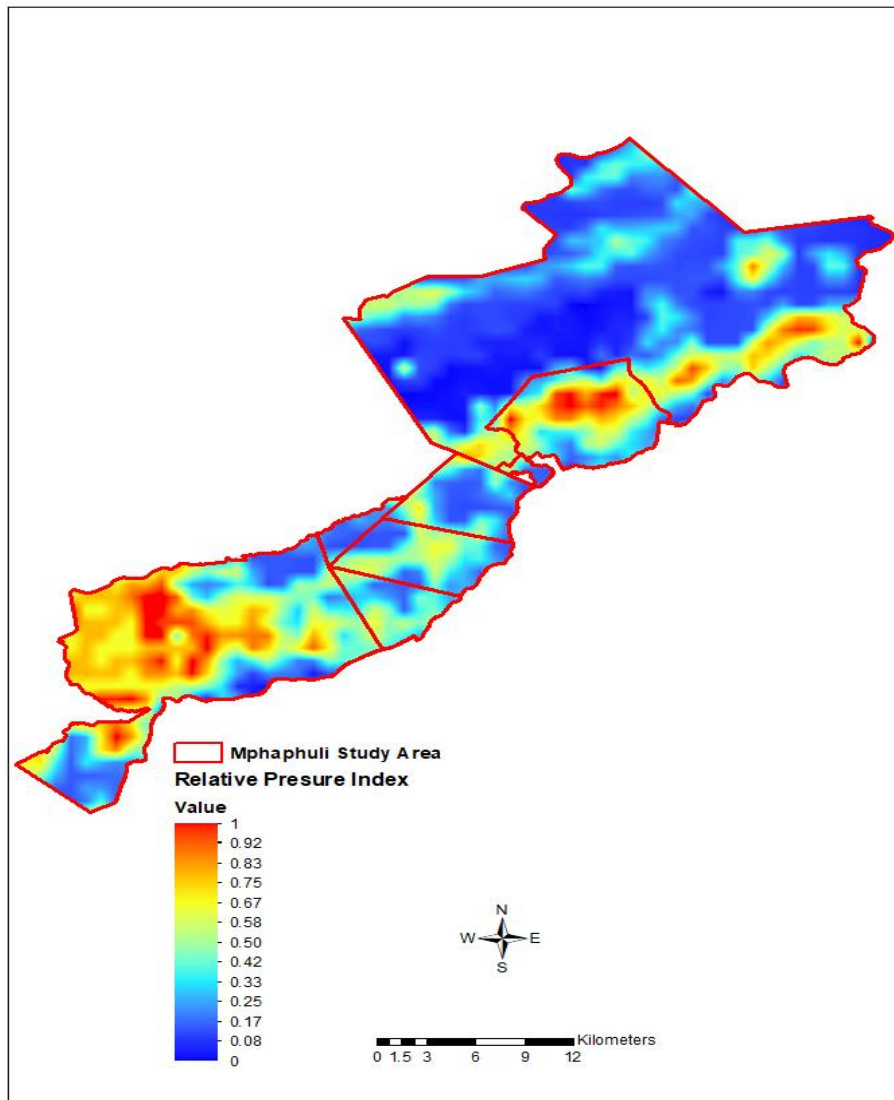 Mphaphuli Study Area
Relative Presure Index
Value
1
0.92
0.83
0.75
0.67
0.58
0.50
0.42
0.33
0.25
0.17
0.08
0
N
W E
S
Kilometers
0 1.5 3 6 9 12